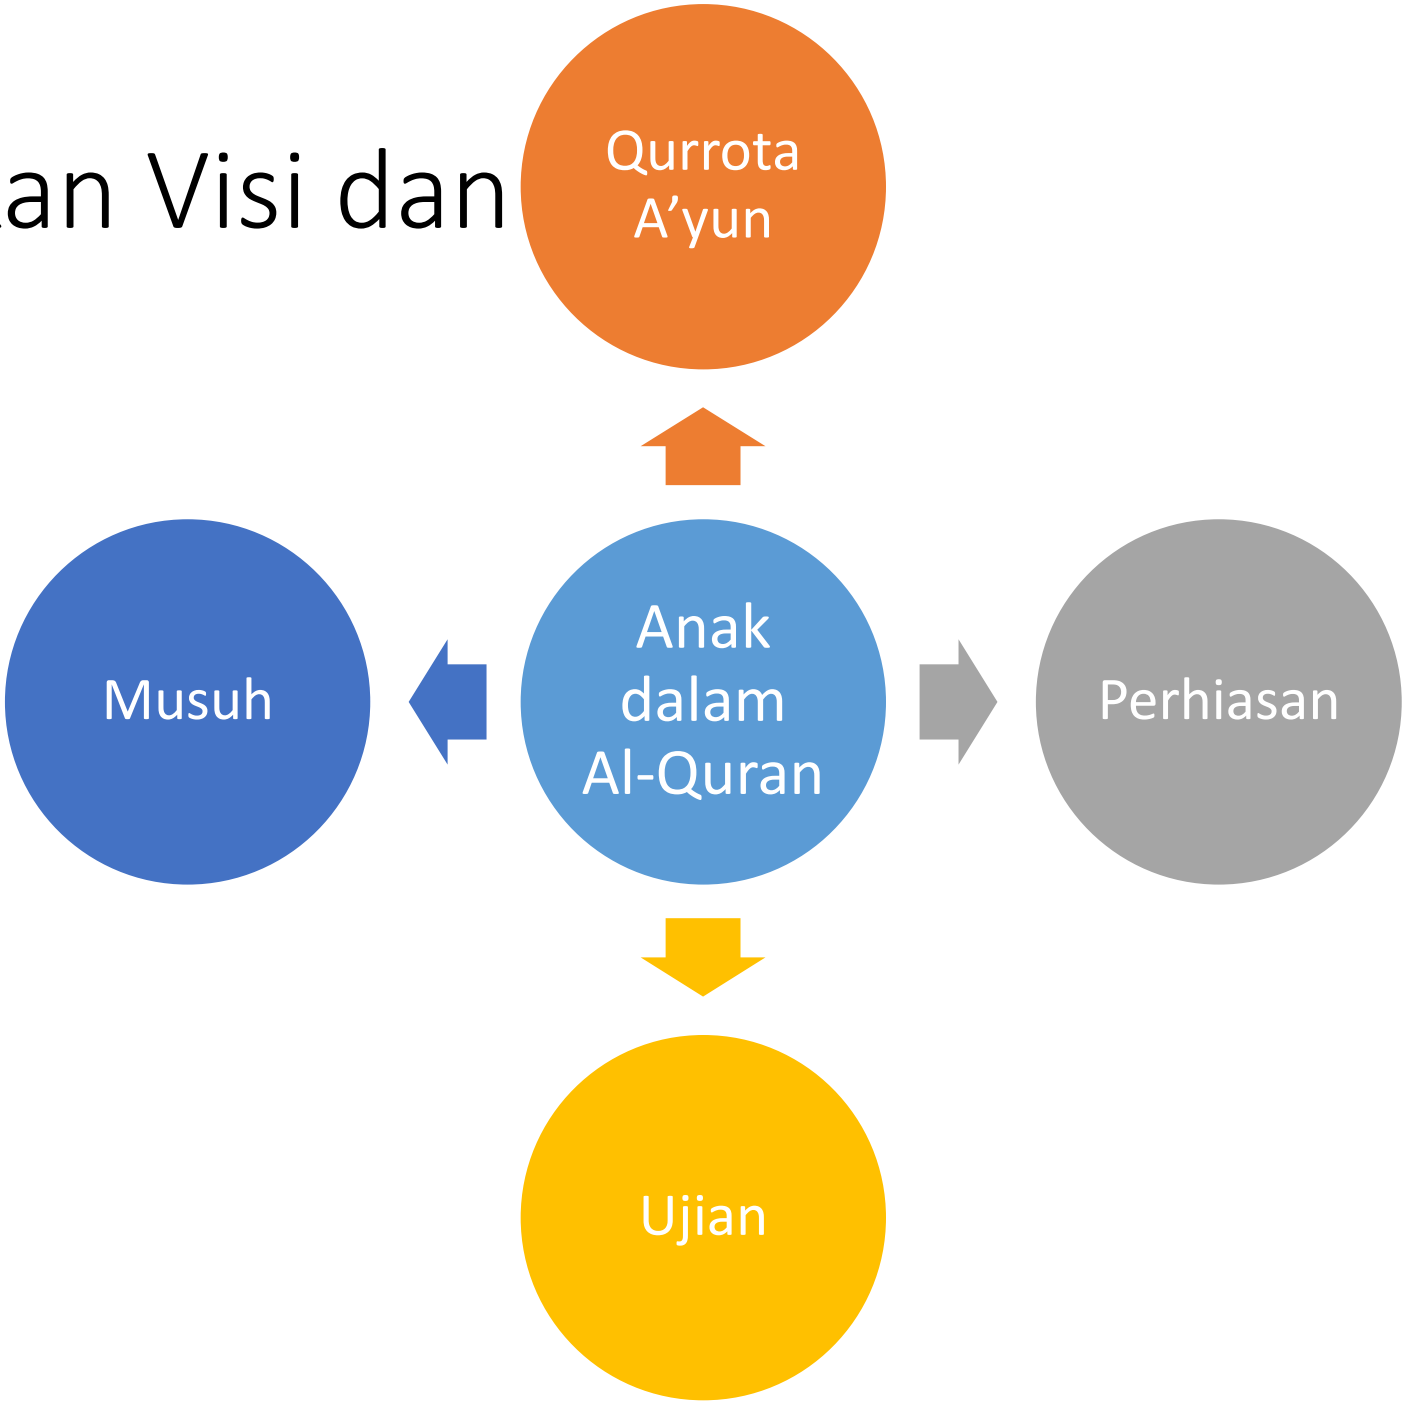 Qurrota
A’yun
an Visi dan
Musuh
Anak
dalam
Al-Quran
Perhiasan
Ujian